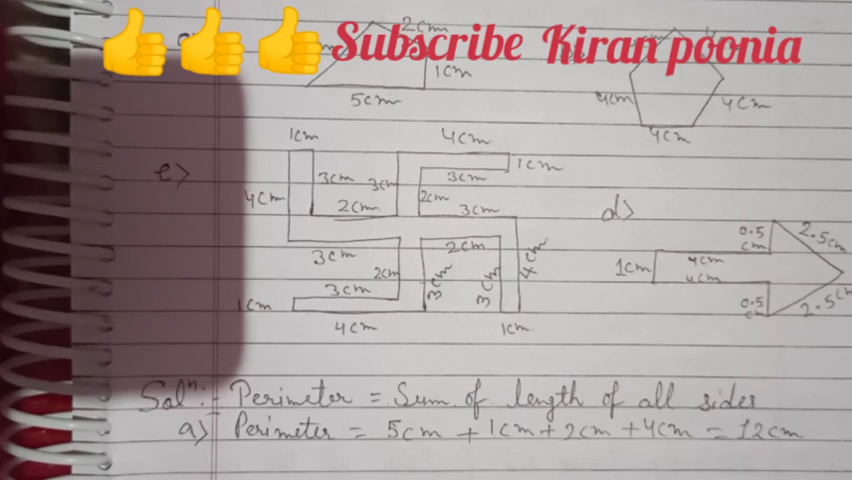 👍👍👍Subscribe Kiran poonia
2cm
1cm
5cm
4cm
4cm
4cm
e>
1cm
4cm
1cm
3cm
3cm
3cm
4cm
2cm
2cm
3cm
3cm
2cm
2cm
3cm
3cm
3cm
4cm
1cm
4cm
1cm
d>
0.5
cm
2.5cm
1cm
4cm
4cm
0.5
cm
2.5cm
Solⁿ:- Perimeter = Sum of length of all sides
a> Perimeter = 5cm + 1cm + 2cm + 4cm = 12cm